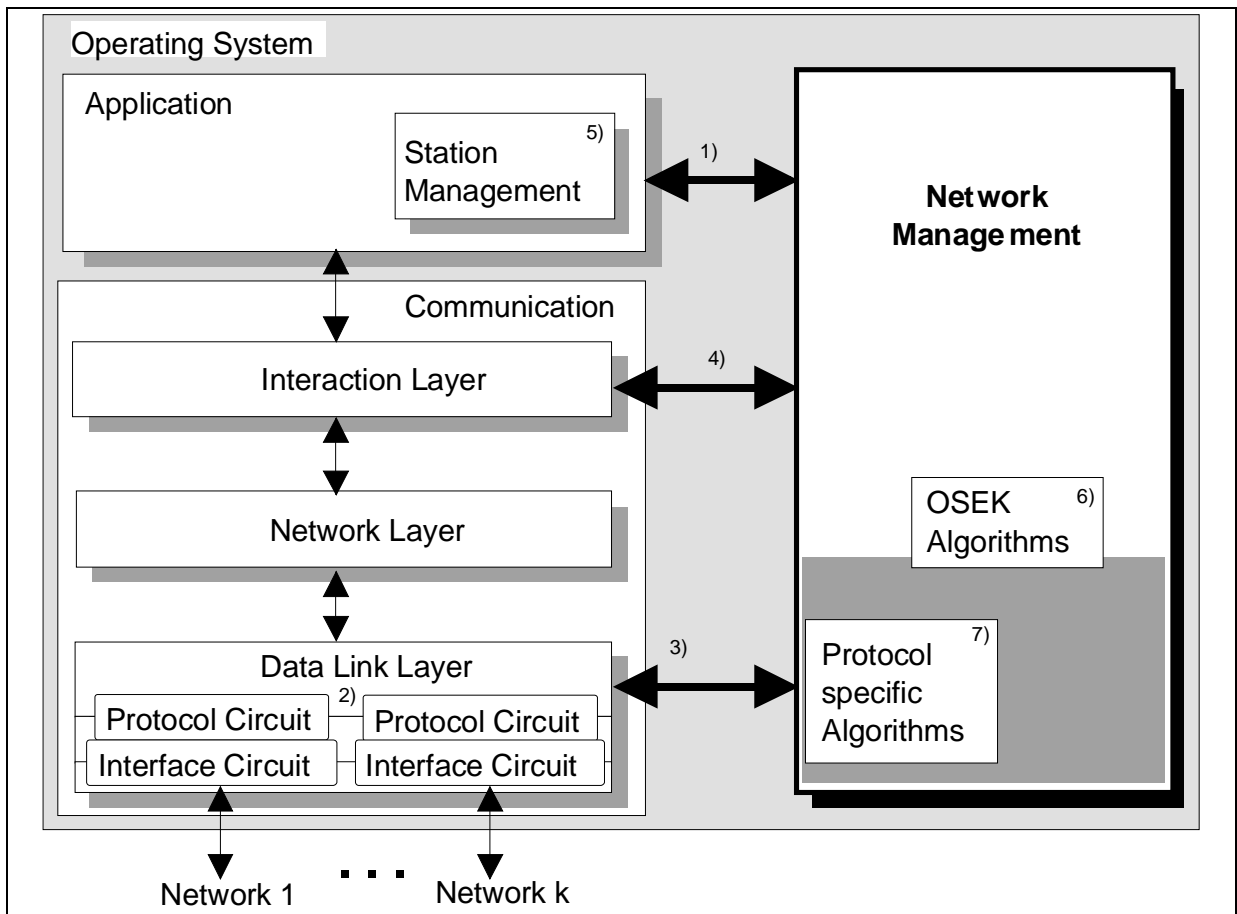 Operating System
Application
Station
Management
5)
1)
Network
Management
Communication
Interaction Layer
4)
Network Layer
OSEK
Algorithms
6)
Data Link Layer
3)
2)
Protocol Circuit
Protocol Circuit
Interface Circuit
Interface Circuit
Protocol
specific
Algorithms
7)
Network 1
. . .
Network k